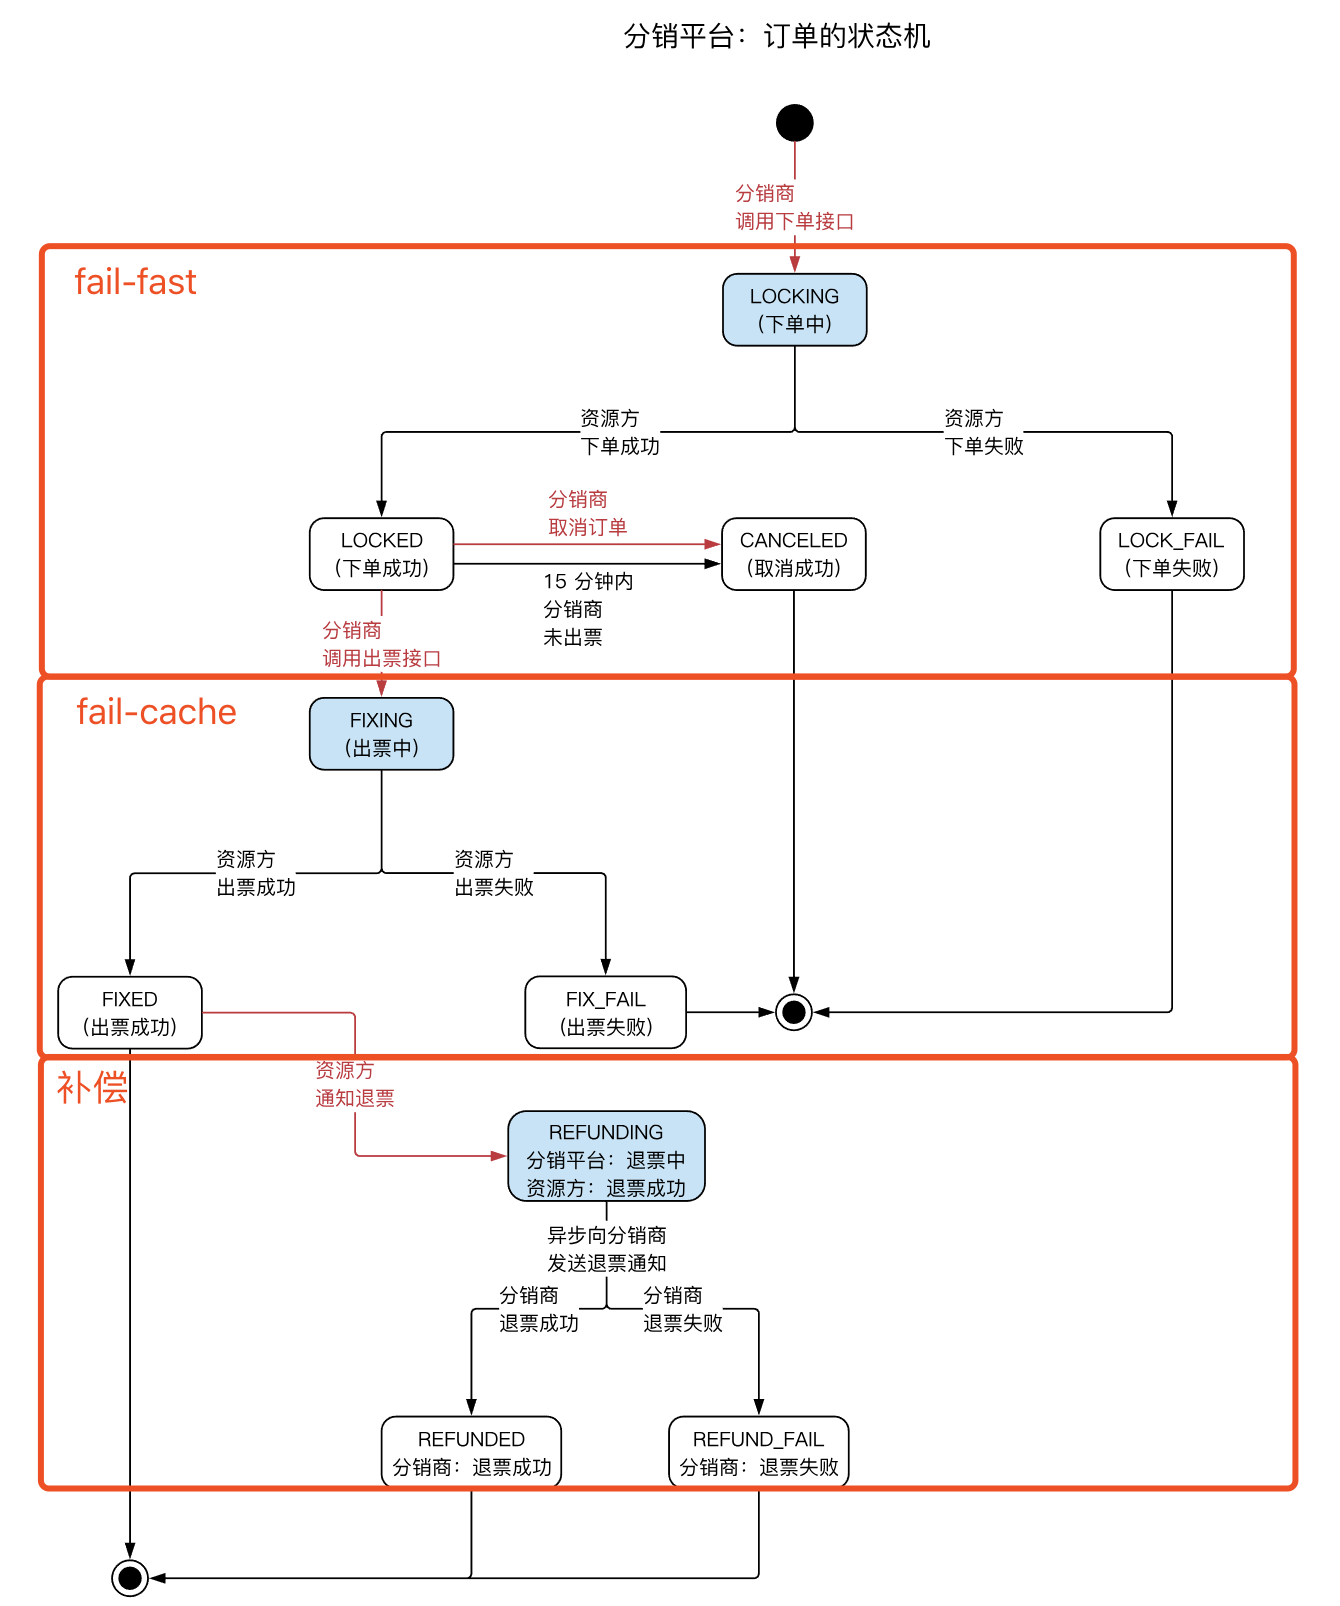 分销平台：订单的状态机
分销商
调用下单接口
fail-fast
LOCKING
（下单中）
资源方
下单成功
资源方
下单失败
分销商
取消订单
LOCKED
（下单成功）
CANCELED
（取消成功）
LOCK_FAIL
（下单失败）
15 分钟内
分销商
未出票
分销商
调用出票接口
fail-cache
FIXING
（出票中）
资源方
出票成功
资源方
出票失败
FIXED
（出票成功）
FIX_FAIL
（出票失败）
补偿
资源方
通知退票
REFUNDING
分销平台：退票中
资源方：退票成功
异步向分销商
发送退票通知
分销商
退票成功
分销商
退票失败
REFUNDED
分销商：退票成功
REFUND_FAIL
分销商：退票失败